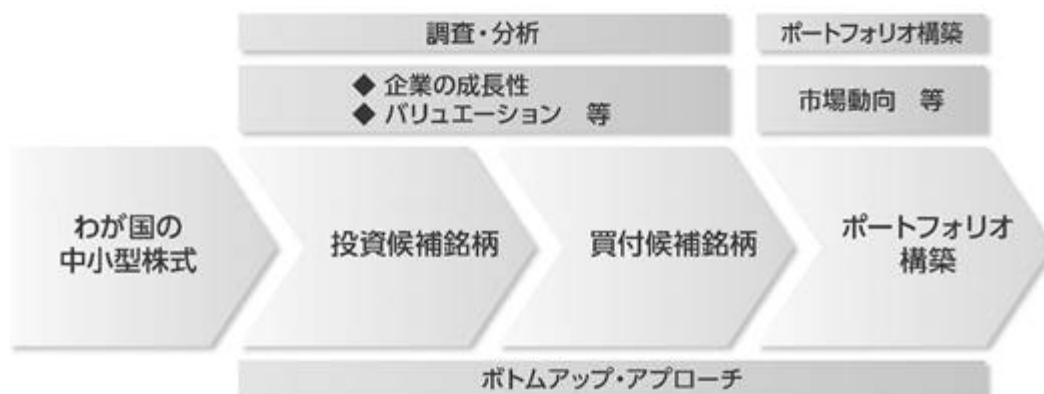 調査・分析
ポートフォリオ構築
◆ 企業の成長性
◆ バリュエーション　等
市場動向　等
わが国の
中小型株式
投資候補銘柄
買付候補銘柄
ポートフォリオ
構築
ボトムアップ・アプローチ